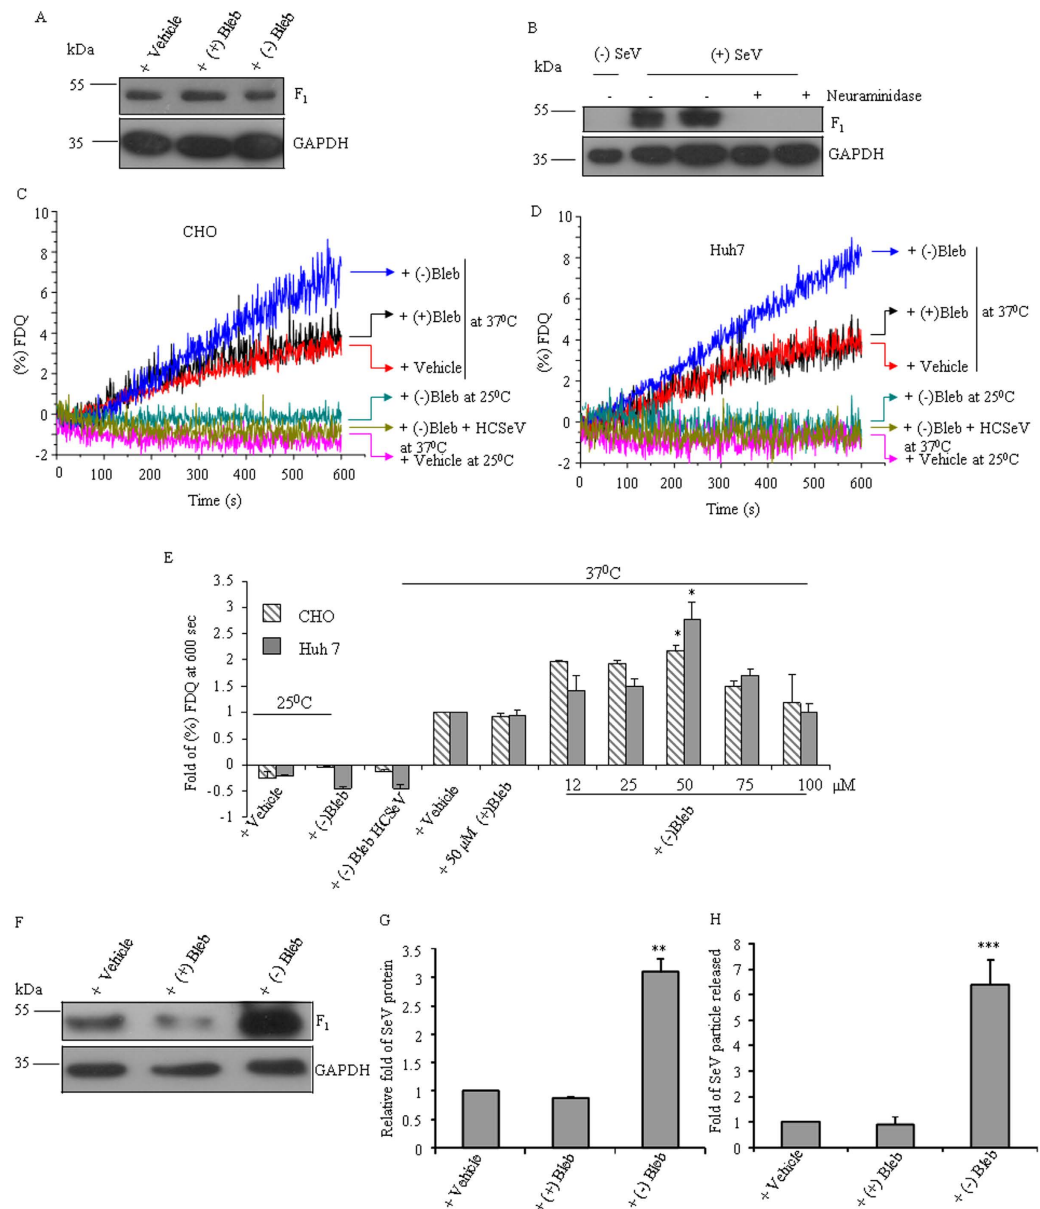 A
kDa
+ Vehicle
+ (+) Bleb
+ (-) Bleb
55
F1
35
GAPDH
B
kDa
(-) SeV
(+) SeV
- - - + + Neuraminidase
55
F1
35
GAPDH
C
CHO
(%) FDQ
10
8
6
4
2
0
-2
0 100 200 300 400 500 600
Time (s)
+ (-)Bleb
+ (+)Bleb
at 37⁰C
+ Vehicle
+ (-)Bleb at 25⁰C
+ (-)Bleb + HCSeV
at 37⁰C
+ Vehicle at 25⁰C
D
Huh7
(%) FDQ
10
8
6
4
2
0
-2
0 100 200 300 400 500 600
Time (s)
+ (-)Bleb
+ (+)Bleb
at 37⁰C
+ Vehicle
+ (-)Bleb at 25⁰C
+ (-)Bleb + HCSeV
at 37⁰C
+ Vehicle at 25⁰C
E
37⁰C
Fold of (%) FDQ at 600 sec
3.5
3
2.5
2
1.5
1
0.5
0
-0.5
-1
CHO
Huh 7
25⁰C
*
*
12 25 50 75 100 µM
+ Vehicle
+ (-)Bleb
+ (-) Bleb HCSeV
+ Vehicle
+ 50 µM (+)Bleb
+ (-)Bleb
F
kDa
+ Vehicle
+ (+) Bleb
+ (-) Bleb
55
F1
35
GAPDH
G
Relative fold of SeV protein
3.5
3
2.5
2
1.5
1
0.5
0
**
+ Vehicle
+ (+) Bleb
+ (-) Bleb
H
Fold of SeV particle released
8
7
6
5
4
3
2
1
0
***
+ Vehicle
+ (+) Bleb
+ (-) Bleb